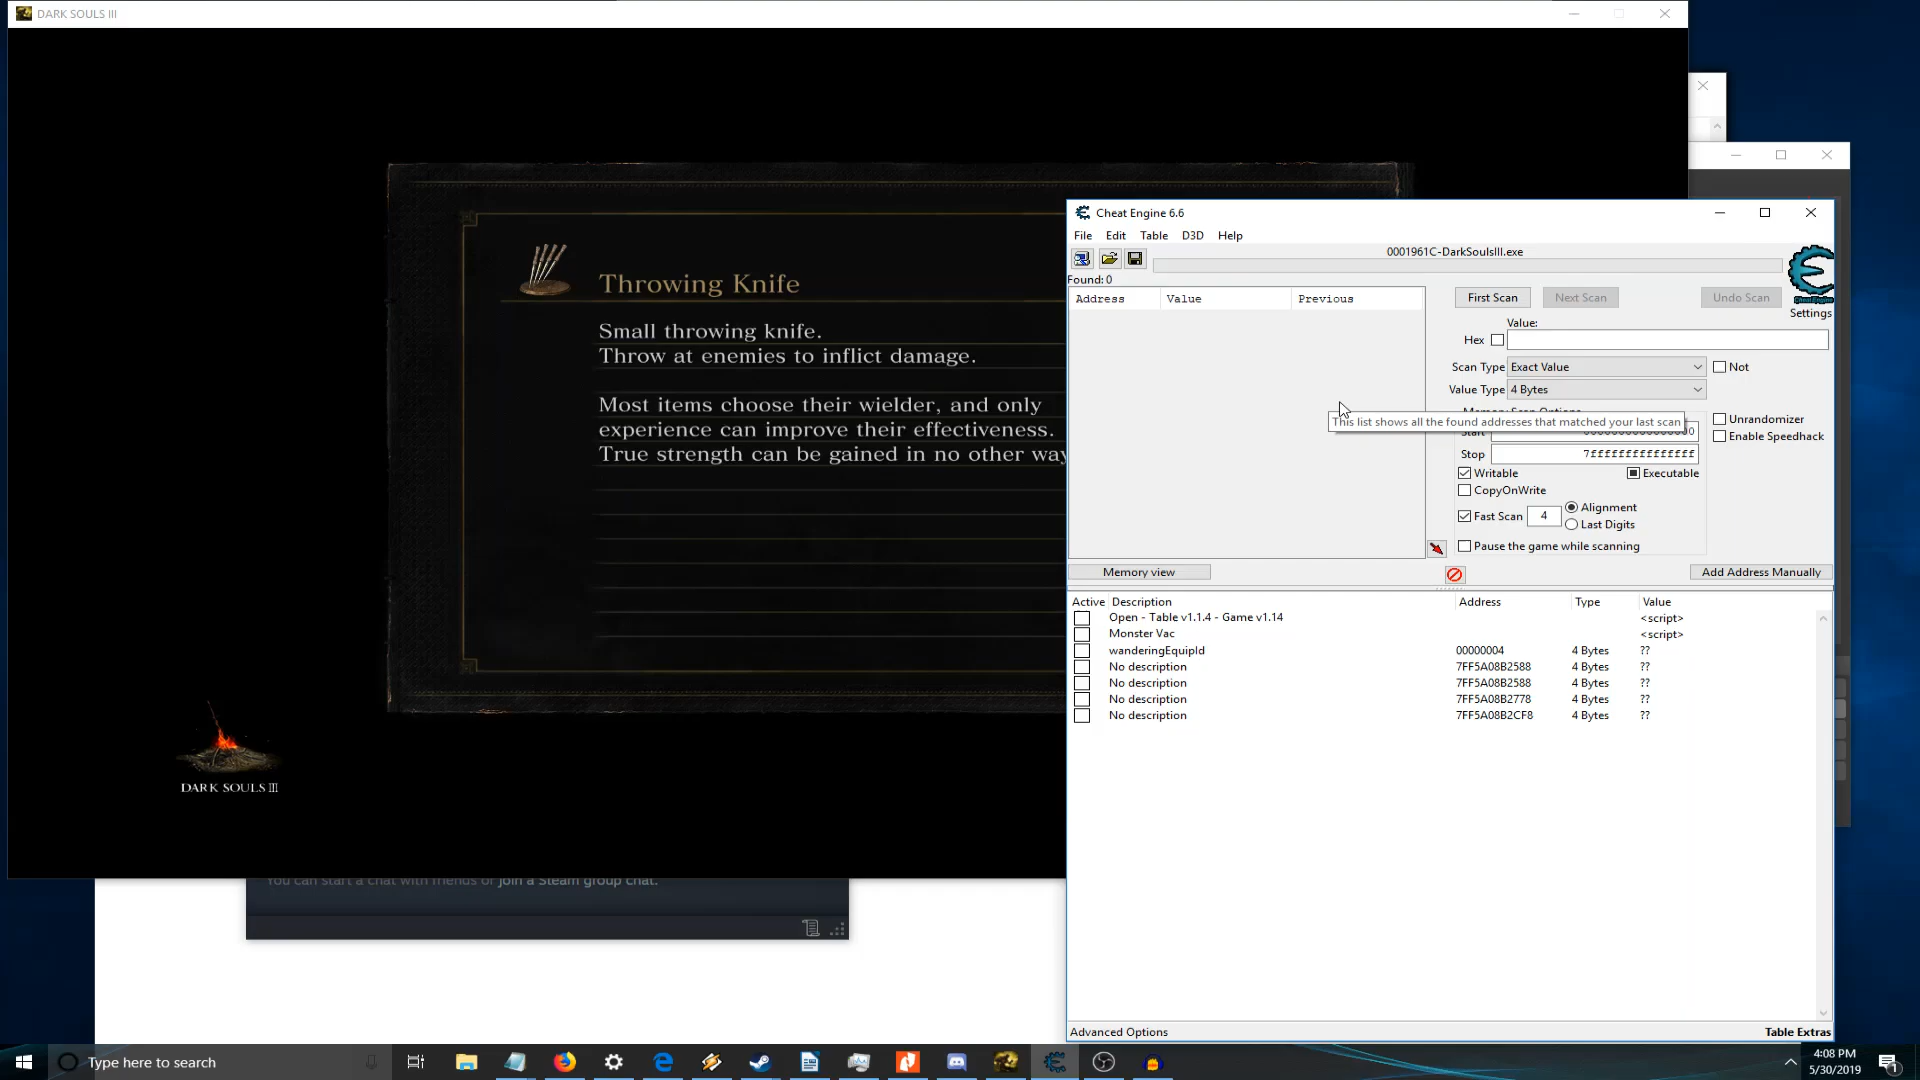 DARK SOULS III
Throwing Knife
Small throwing knife.
Throw at enemies to inflict damage.
Most items choose their wielder, and only
experience can improve their effectiveness.
True strength can be gained in no other way
DARK SOULS III
You can start a chat with friends or join a Steam group chat.
Cheat Engine 6.6
File Edit Table D3D Help
0001961C-DarkSoulsIII.exe
Found: 0
Address Value Previous
First Scan Next Scan Undo Scan
Cheat Engine
Settings
Value:
Hex
Scan Type Exact Value Not
Value Type 4 Bytes
Memory Scan Options
This list shows all the found addresses that matched your last scan
Unrandomizer
Start
Enable Speedhack
Stop 7fffffffffffffff
Writable Executable
CopyOnWrite
Fast Scan 4 Alignment
Last Digits
Pause the game while scanning
Memory view Add Address Manually
Active Description Address Type Value
Open - Table v1.1.4 - Game v1.14 <script>
Monster Vac <script>
wanderingEquipId 00000004 4 Bytes ??
No description 7FF5A08B2588 4 Bytes ??
No description 7FF5A08B2588 4 Bytes ??
No description 7FF5A08B2778 4 Bytes ??
No description 7FF5A08B2CF8 4 Bytes ??
Advanced Options Table Extras
Type here to search
4:08 PM
5/30/2019
1